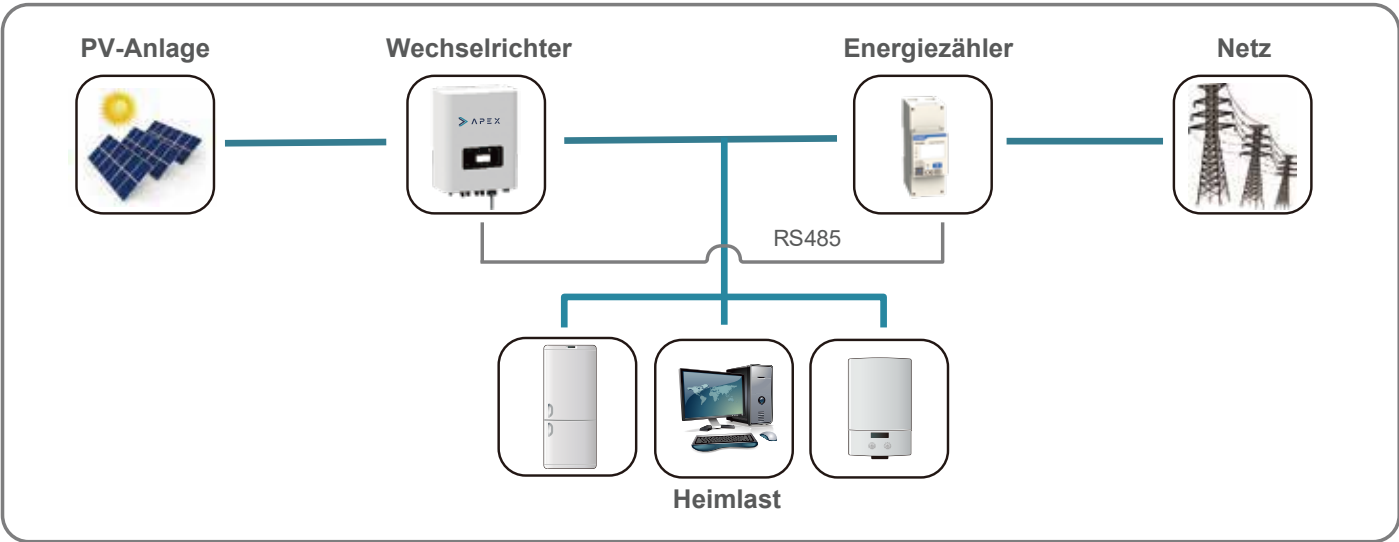 PV-Anlage
Wechselrichter
Energiezähler
Netz
APEX
RS485
Heimlast